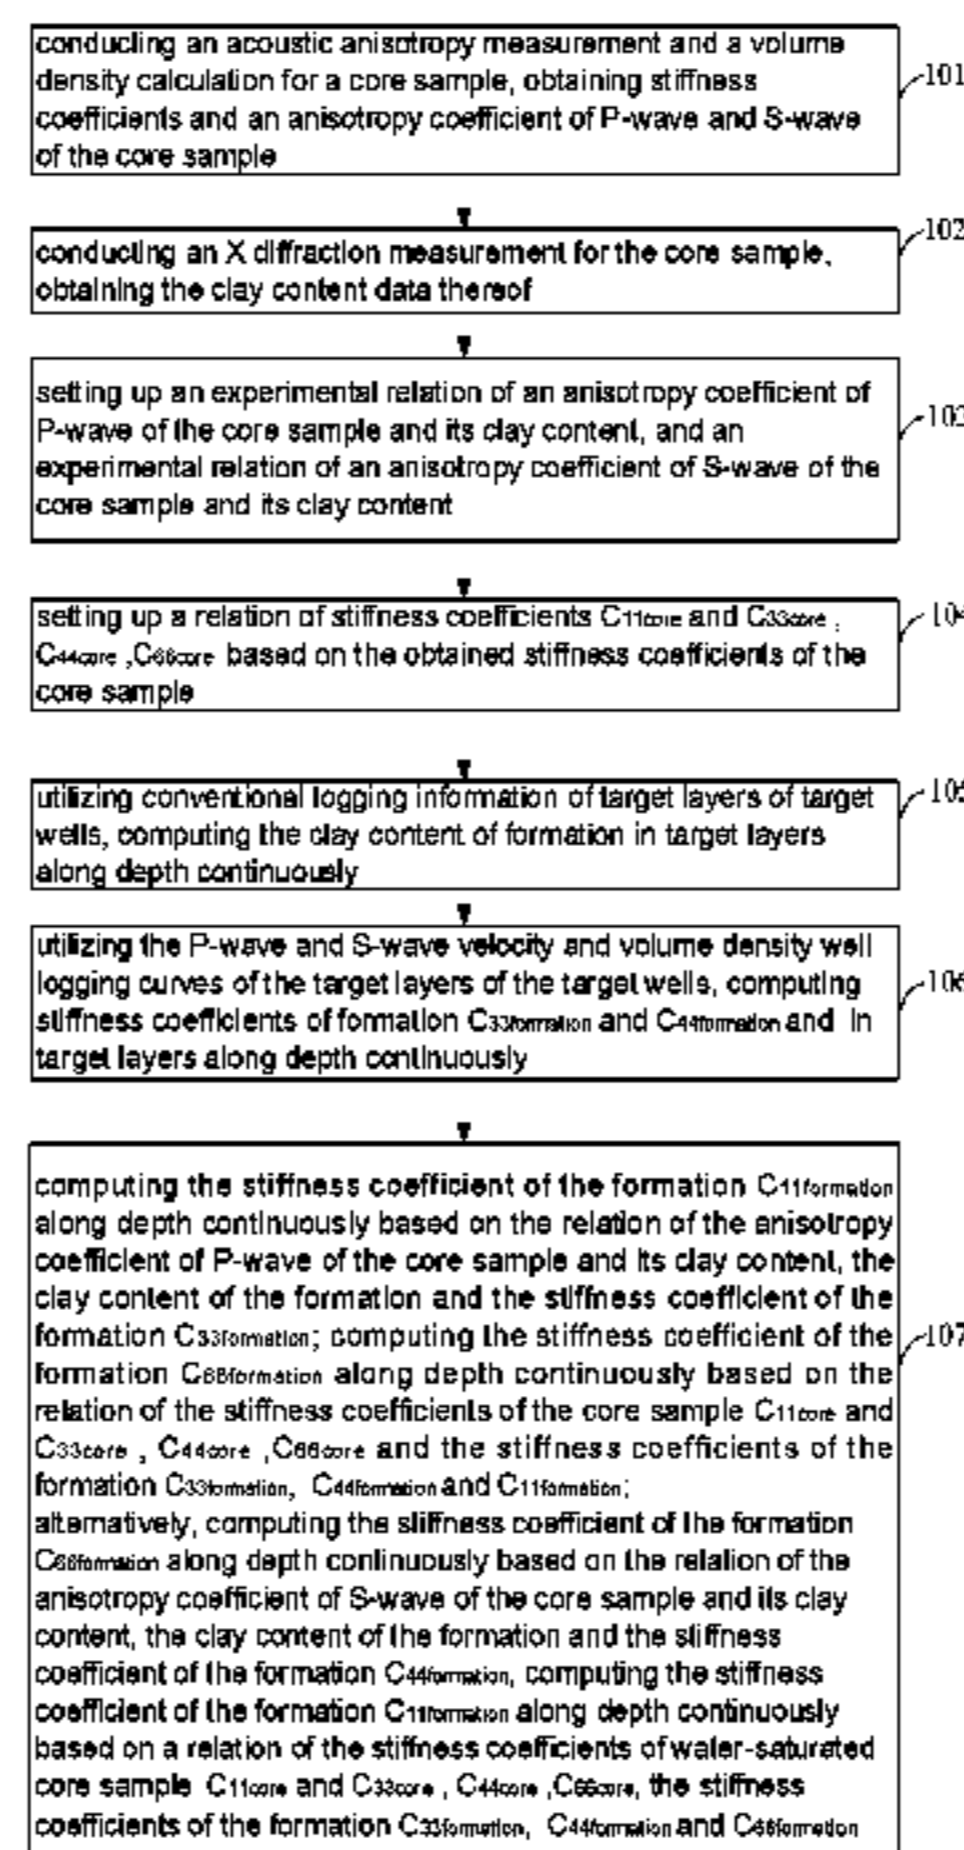 conducting an acoustic anisotropy measurement and a volume
density calculation for a core sample, obtaining stiffness
coefficients and an anisotropy coefficient of P-wave and S-wave
of the core sample
101
conducting an X diffraction measurement for the core sample,
obtaining the clay content data thereof
102
setting up an experimental relation of an anisotropy coefficient of
P-wave of the core sample and its clay content, and an
experimental relation of an anisotropy coefficient of S-wave of the
core sample and its clay content
103
setting up a relation of stiffness coefficients C11core and C33core ,
C44core ,C66core based on the obtained stiffness coefficients of the
core sample
104
utilizing conventional logging information of target layers of target
wells, computing the clay content of formation in target layers
along depth continuously
105
utilizing the P-wave and S-wave velocity and volume density well
logging curves of the target layers of the target wells, computing
stiffness coefficients of formation C33formation and C44formation and in
target layers along depth continuously
106
computing the stiffness coefficient of the formation C11formation
along depth continuously based on the relation of the anisotropy
coefficient of P-wave of the core sample and its clay content, the
clay content of the formation and the stiffness coefficient of the
formation C33formation; computing the stiffness coefficient of the
formation C66formation along depth continuously based on the
relation of the stiffness coefficients of the core sample C11core and
C33core , C44core ,C66core and the stiffness coefficients of the
formation C33formation, C44formation and C11formation;
alternatively, computing the stiffness coefficient of the formation
C66formation along depth continuously based on the relation of the
anisotropy coefficient of S-wave of the core sample and its clay
content, the clay content of the formation and the stiffness
coefficient of the formation C44formation, computing the stiffness
coefficient of the formation C11formation along depth continuously
based on a relation of the stiffness coefficients of water-saturated
core sample C11core and C33core , C44core ,C66core, the stiffness
coefficients of the formation C33formation, C44formation and C66formation
107